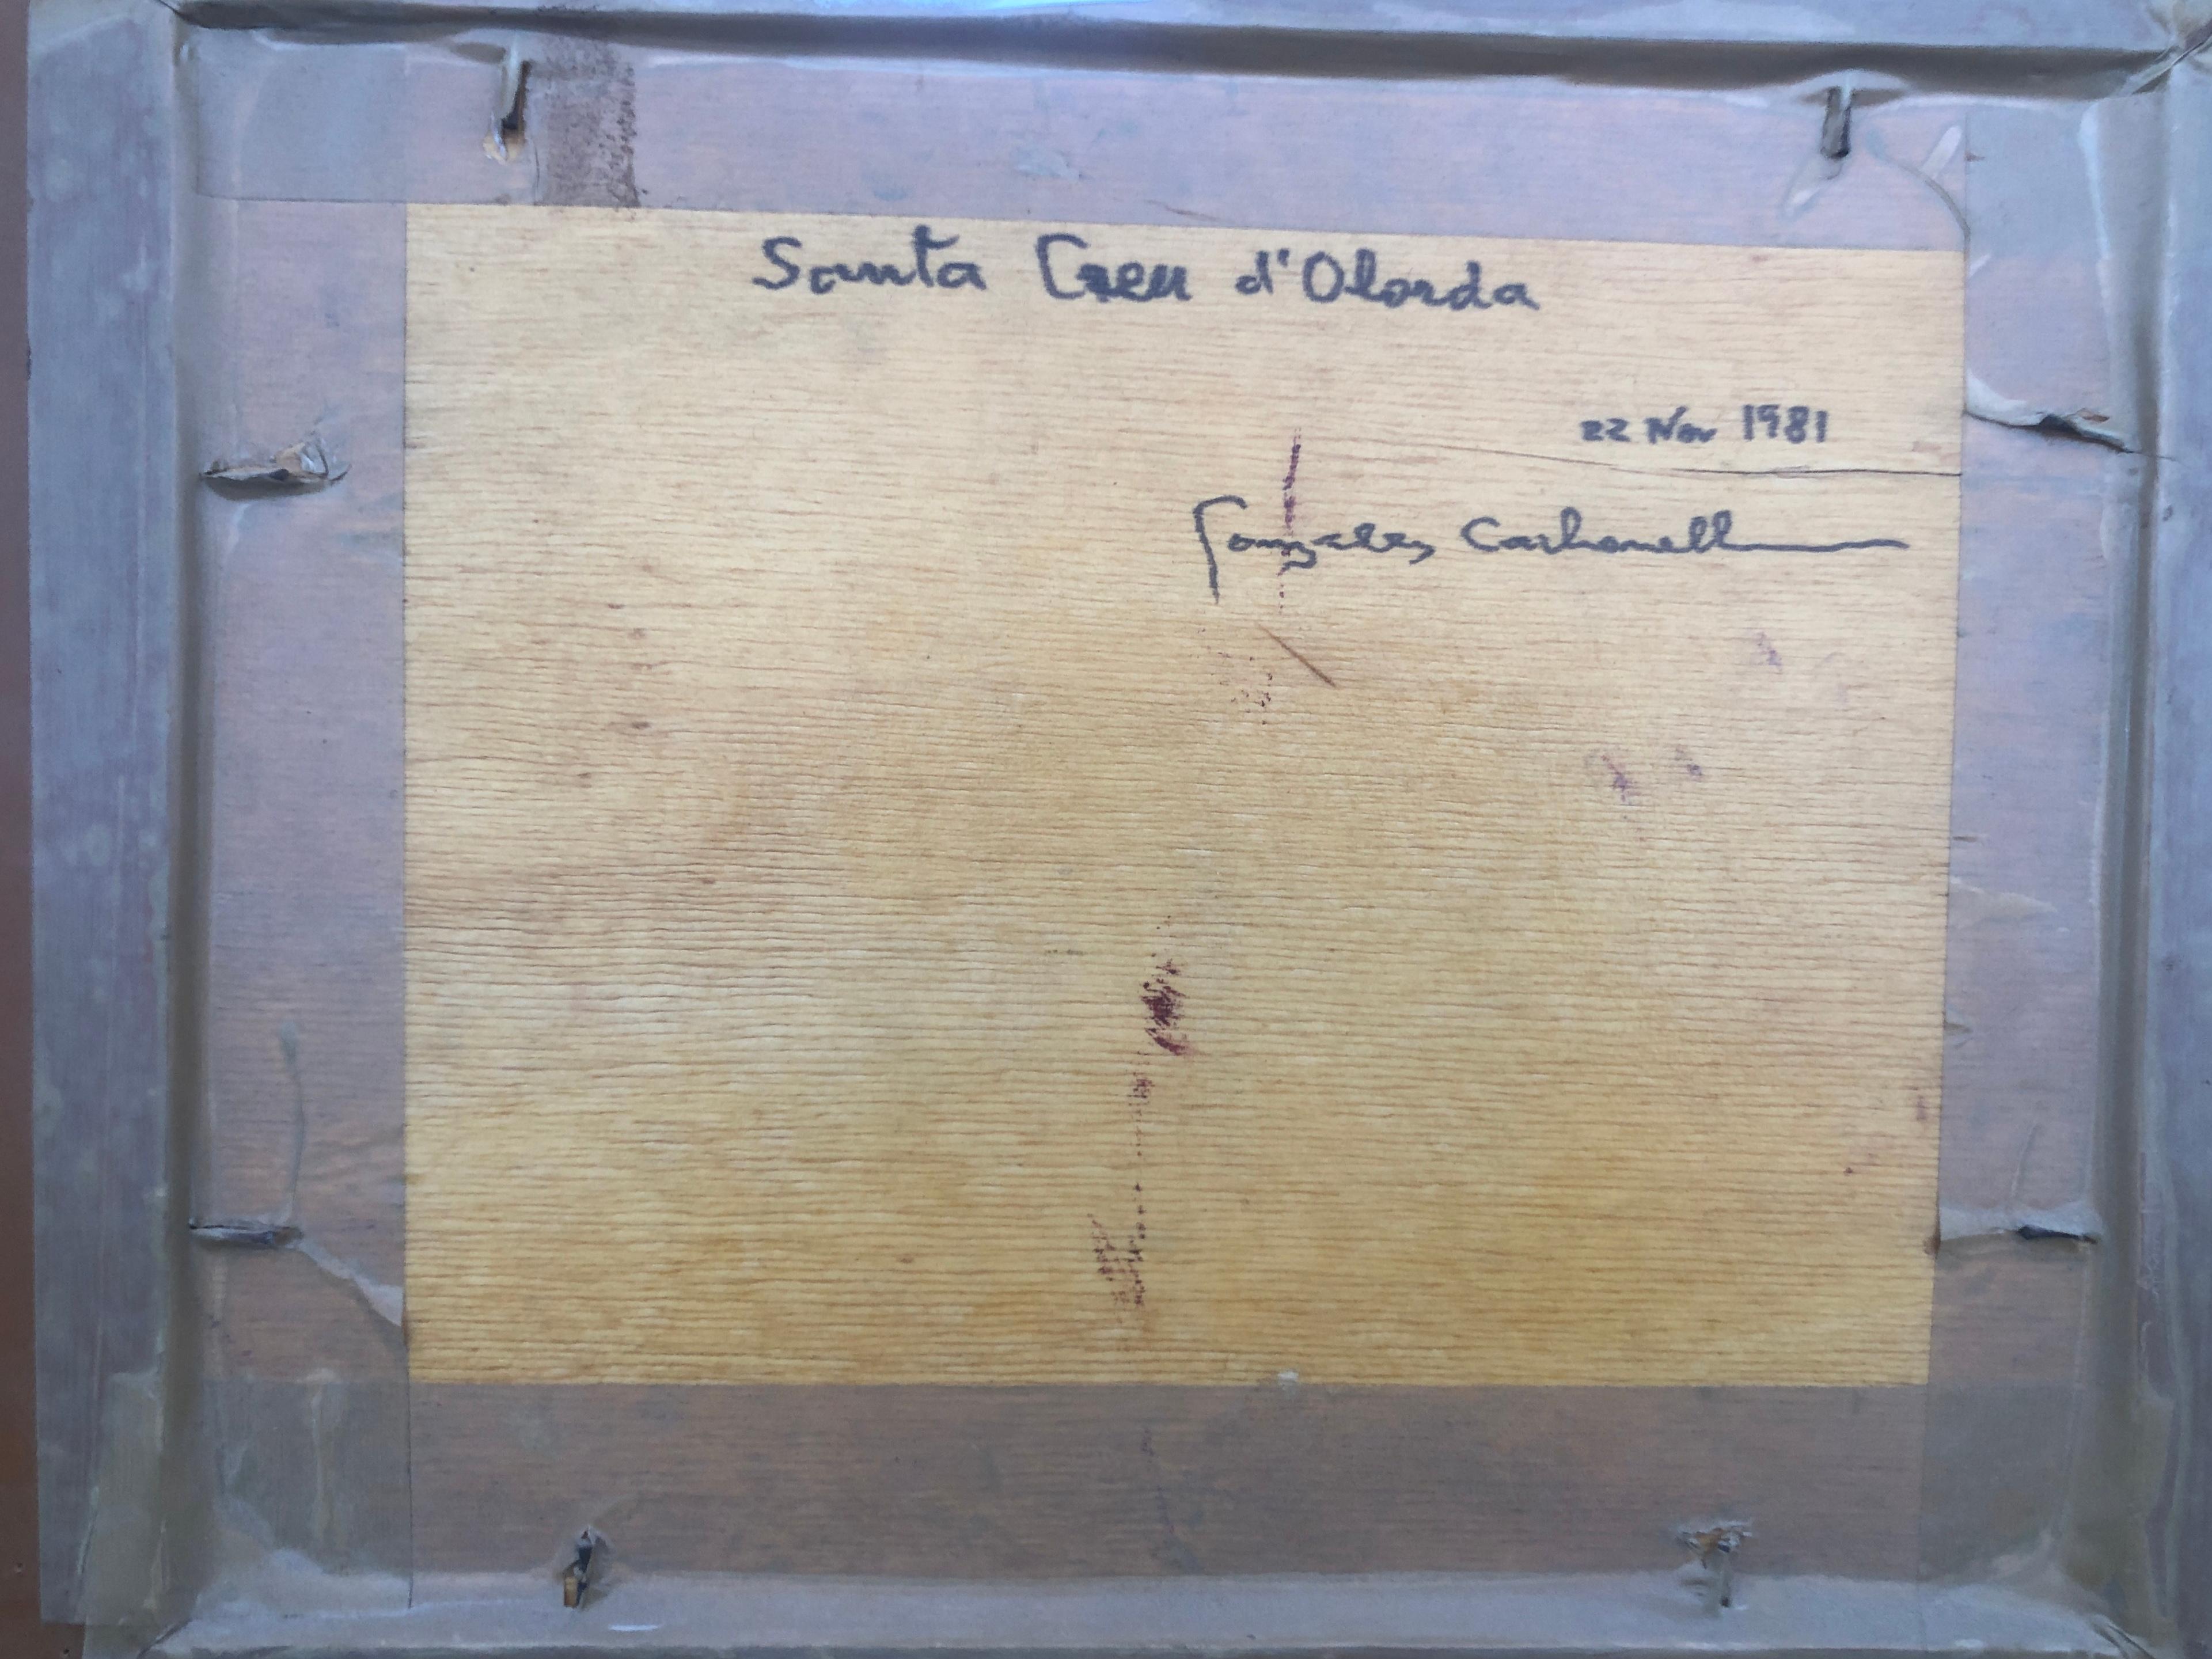 Santa Creu d'Olorda
22 Nov 1981
Gonzalez Carbonell